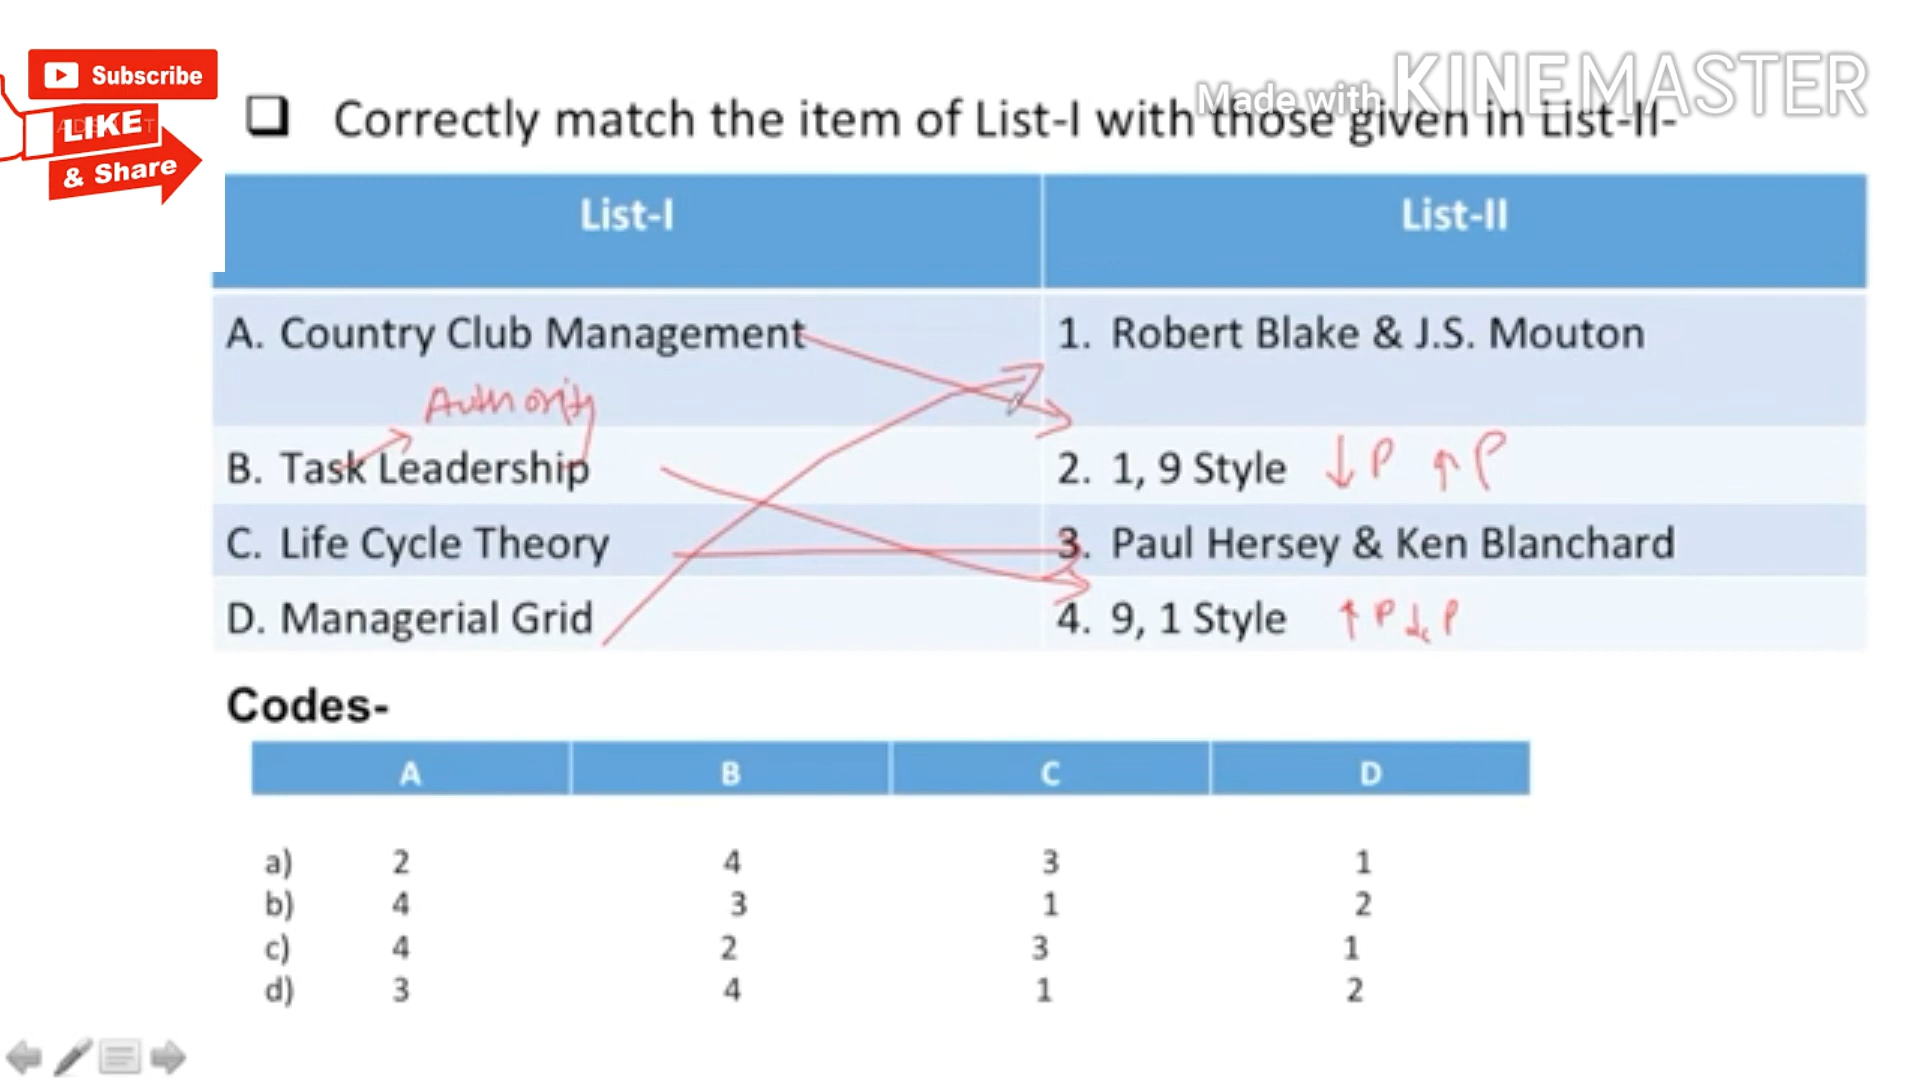 Subscribe
LIKE
& Share
Made with KINEMASTER
Correctly match the item of List-I with those given in List-II-
List-I List-II
A. Country Club Management 1. Robert Blake & J.S. Mouton
Authority
B. Task Leadership 2. 1, 9 Style ↓ P ↑ P
C. Life Cycle Theory 3. Paul Hersey & Ken Blanchard
D. Managerial Grid 4. 9, 1 Style ↑ P ↓ P
Codes-
A B C D
a) 2 4 3 1
b) 4 3 1 2
c) 4 2 3 1
d) 3 4 1 2